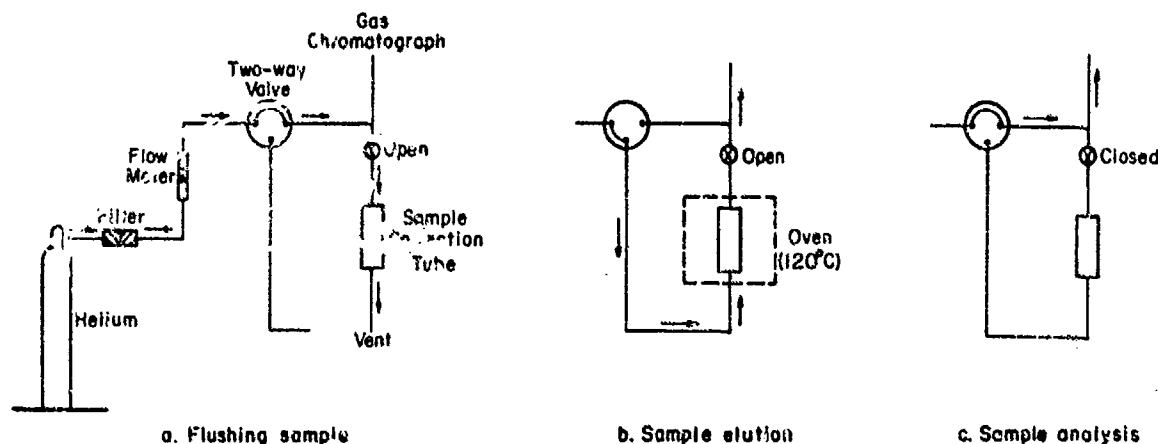 Gas
Chromatograph
Two-way
Valve
Open
Flow
Meter
Filter
Sample
Collection
Tube
Helium
Vent
a. Flushing sample
Open
Oven
(120°C)
b. Sample elution
Closed
c. Sample analysis